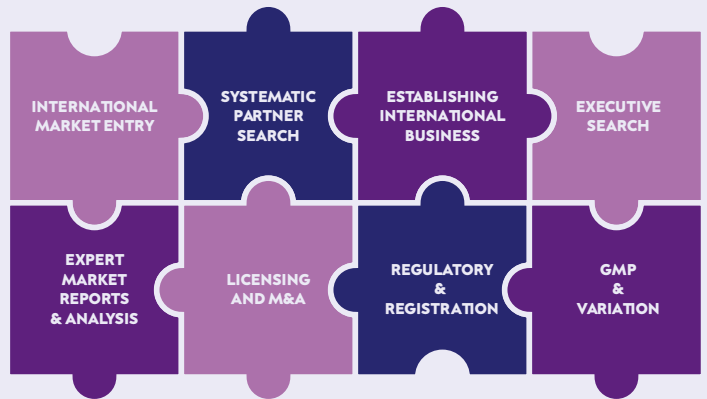 INTERNATIONAL
MARKET ENTRY
SYSTEMATIC
PARTNER
SEARCH
ESTABLISHING
INTERNATIONAL
BUSINESS
EXECUTIVE
SEARCH
EXPERT
MARKET
REPORTS
& ANALYSIS
LICENSING
AND M&A
REGULATORY
&
REGISTRATION
GMP
&
VARIATION